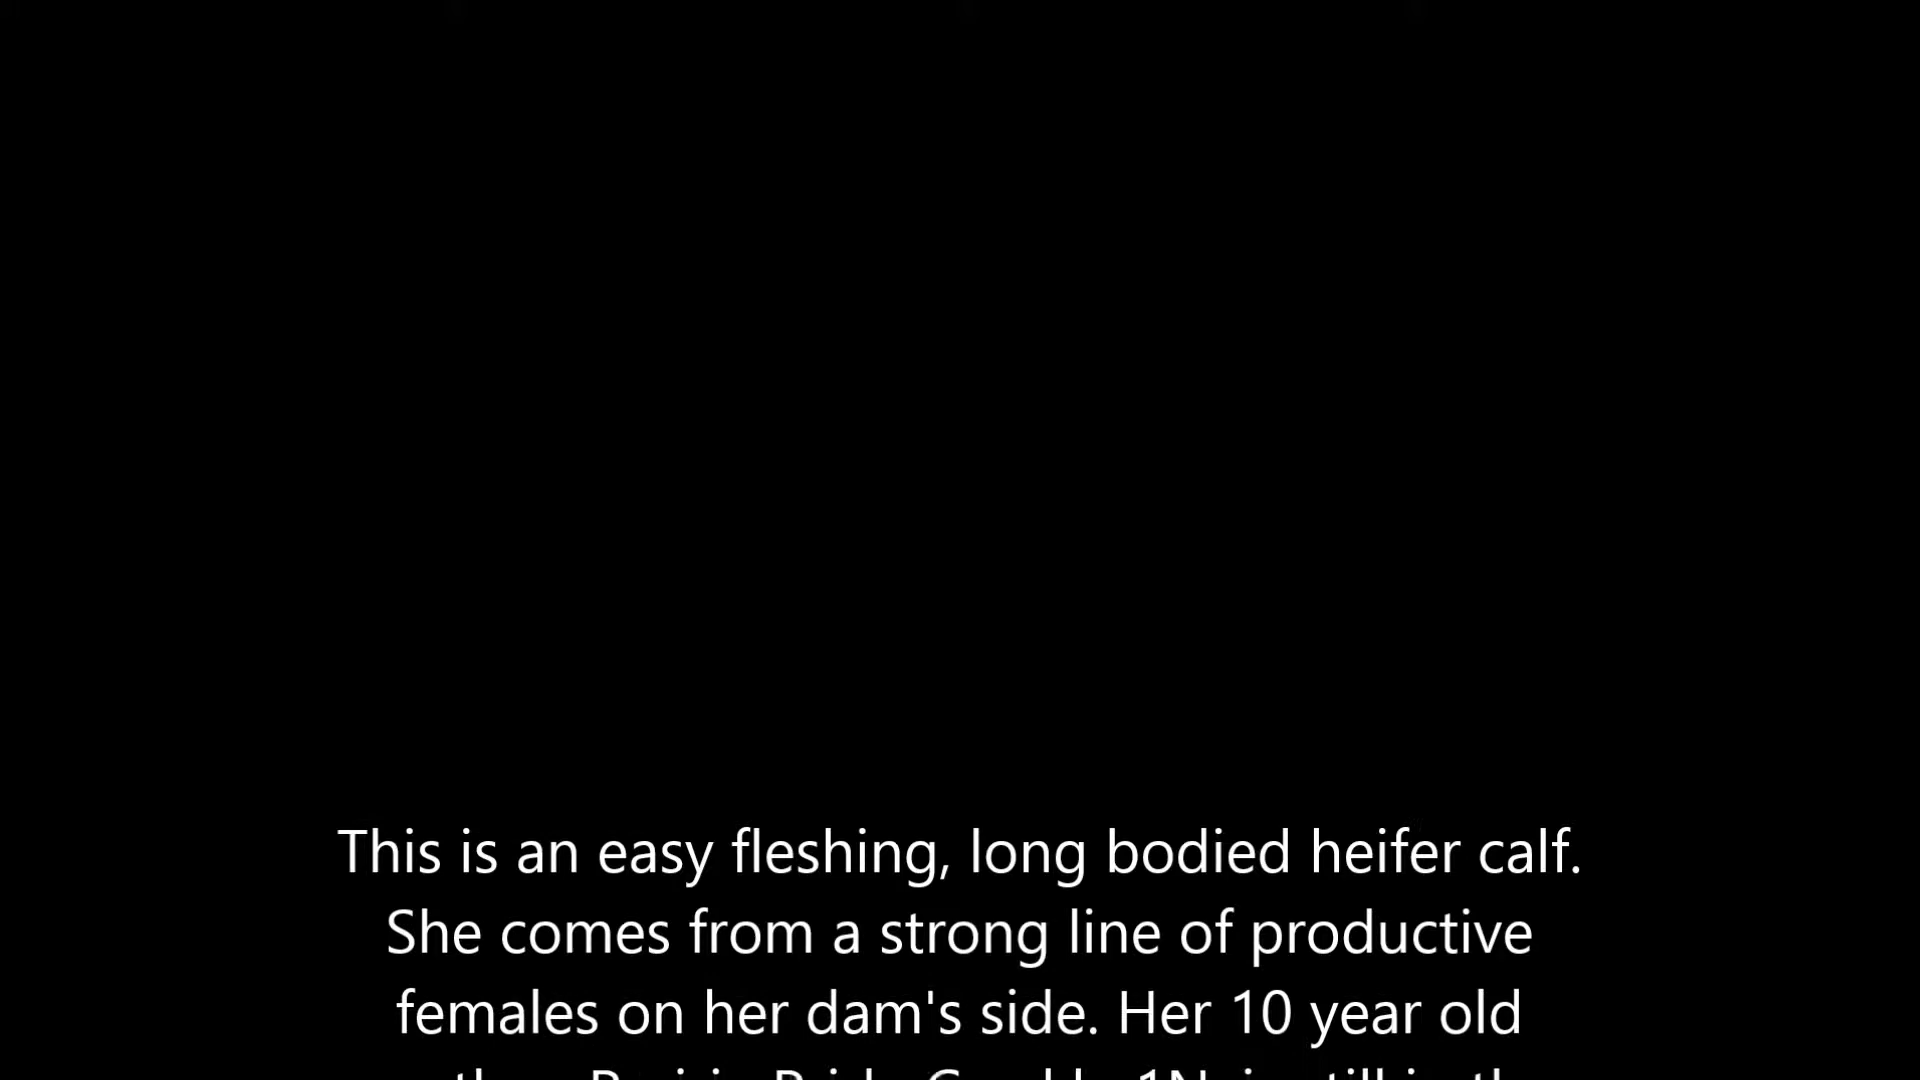 This is an easy fleshing, long bodied heifer calf.
She comes from a strong line of productive
females on her dam's side. Her 10 year old